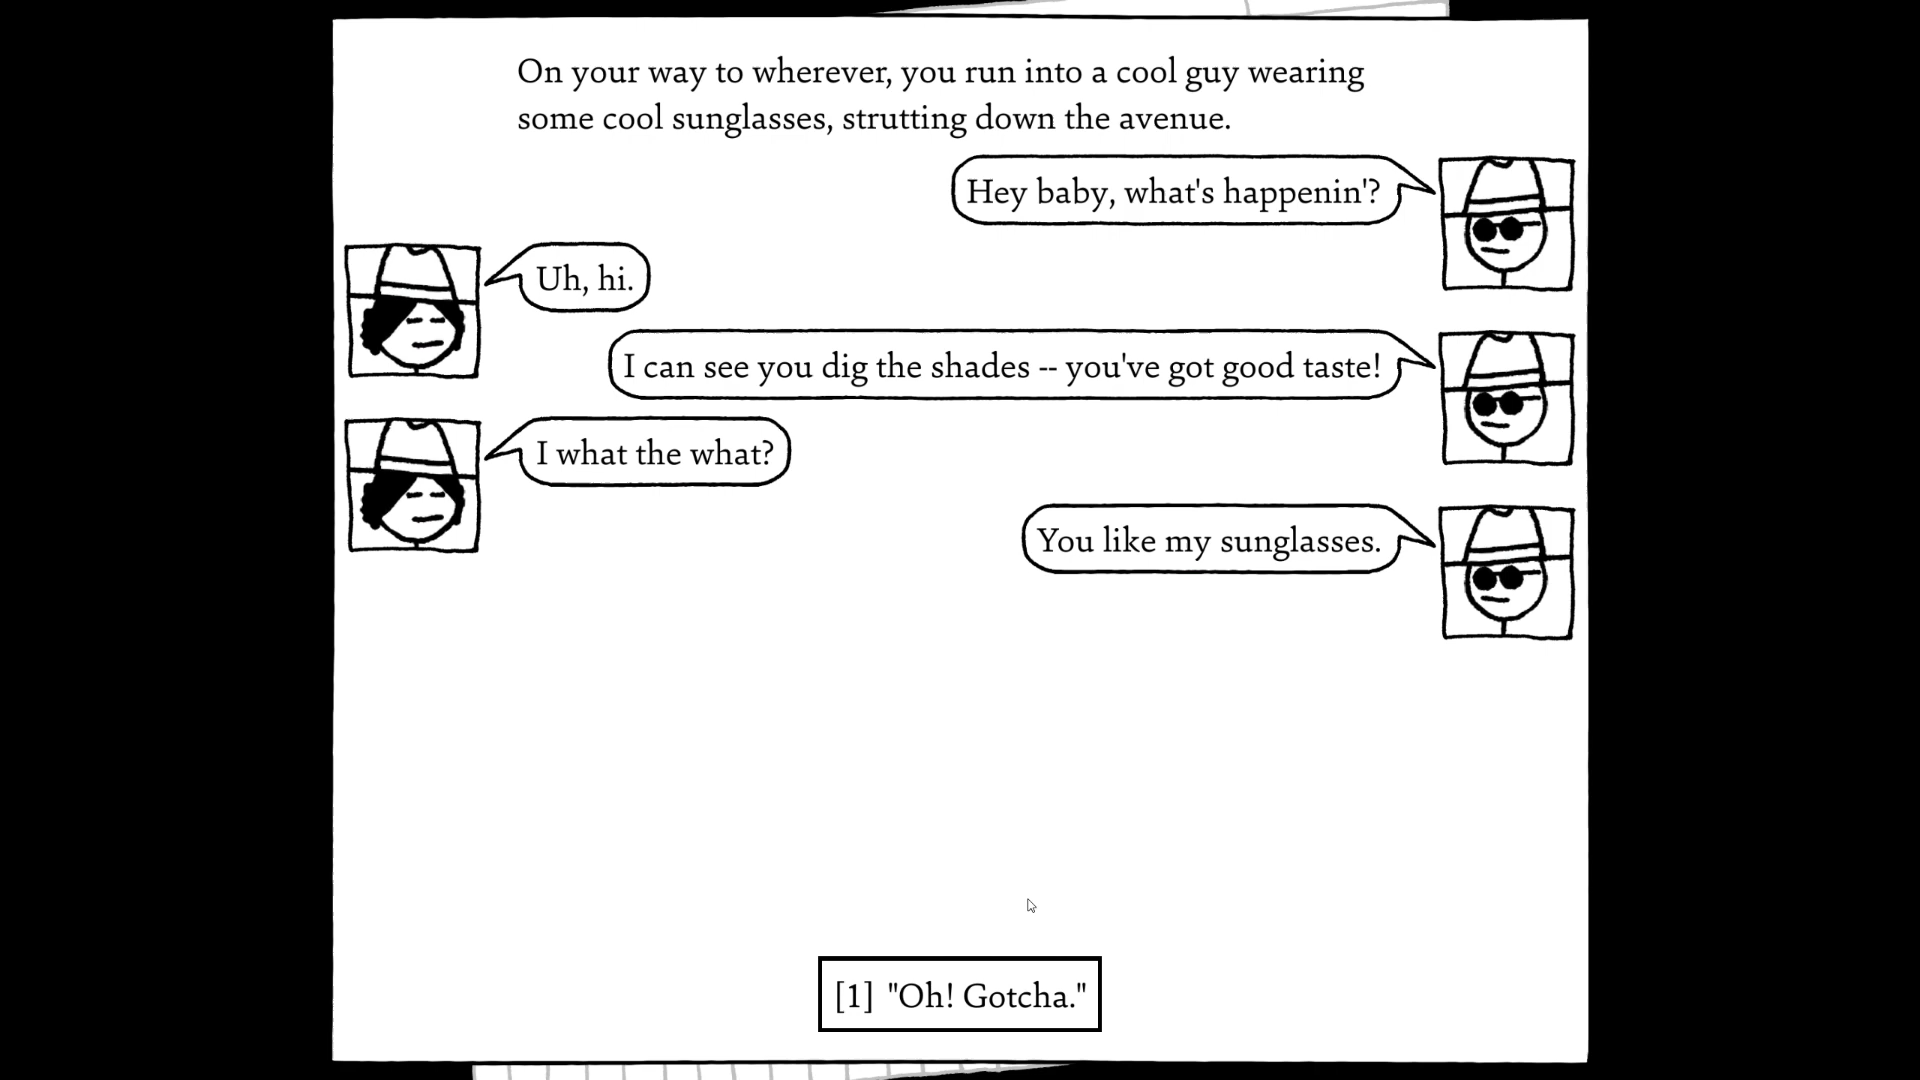 On your way to wherever, you run into a cool guy wearing
some cool sunglasses, strutting down the avenue.
Hey baby, what's happenin'?
Uh, hi.
I can see you dig the shades -- you've got good taste!
I what the what?
You like my sunglasses.
[1] "Oh! Gotcha."